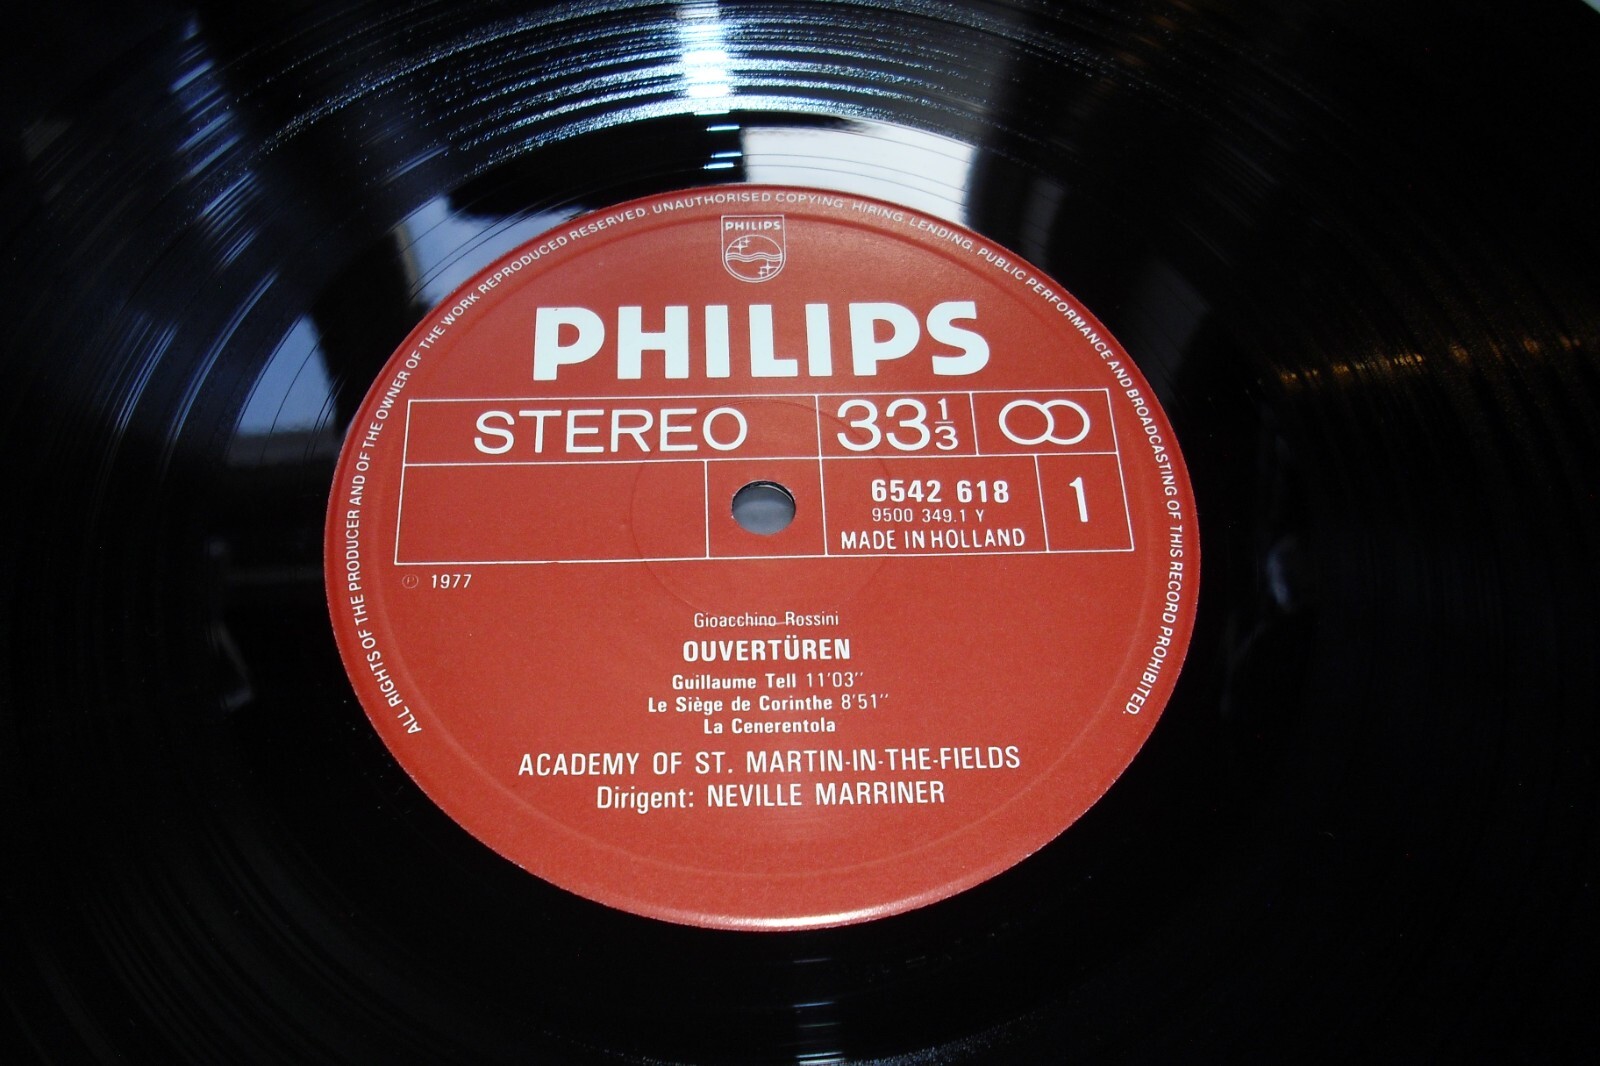 ALL RIGHTS OF THE PRODUCER AND OF THE OWNER OF THE WORK REPRODUCED RESERVED. UNAUTHORISED COPYING. HIRING. LENDING. PUBLIC PERFORMANCE AND BROADCASTING OF THIS RECORD PROHIBITED.
PHILIPS
PHILIPS
STEREO 33 1/3
6542 618 1
9500 349.1 Y
MADE IN HOLLAND
Ⓟ 1977
Gioacchino Rossini
OUVERTÜREN
Guillaume Tell 11'03''
Le Siège de Corinthe 8'51''
La Cenerentola
ACADEMY OF ST. MARTIN-IN-THE-FIELDS
Dirigent: NEVILLE MARRINER